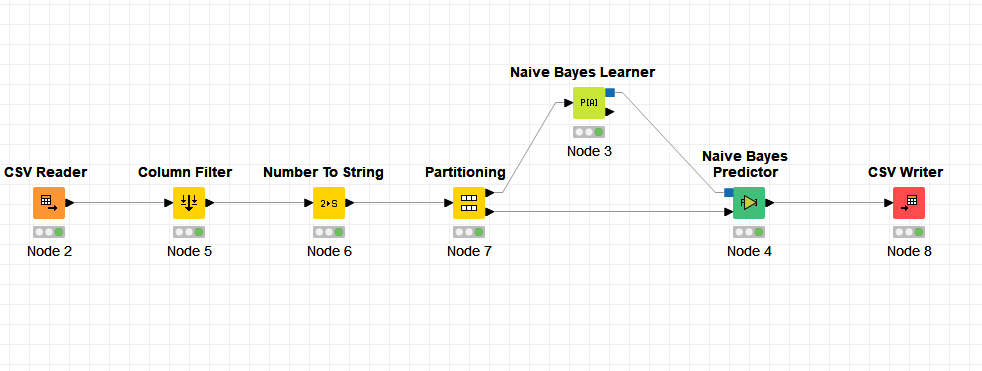 Naive Bayes Learner
P[A]
Node 3
CSV Reader
Node 2
Column Filter
Node 5
Number To String
2▸S
Node 6
Partitioning
Node 7
Naive Bayes
Predictor
Node 4
CSV Writer
Node 8